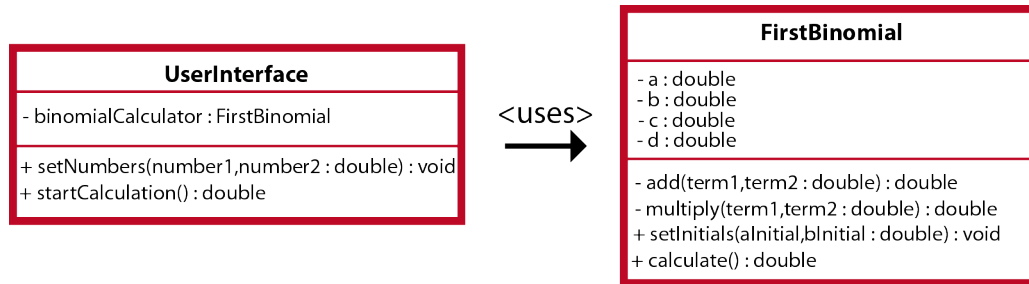 UserInterface
- binomialCalculator : FirstBinomial
+ setNumbers(number1,number2 : double) : void
+ startCalculation() : double
<uses>
FirstBinomial
- a : double
- b : double
- c : double
- d : double
- add(term1,term2 : double) : double
- multiply(term1,term2 : double) : double
+ setInitials(aInitial,bInitial : double) : void
+ calculate() : double